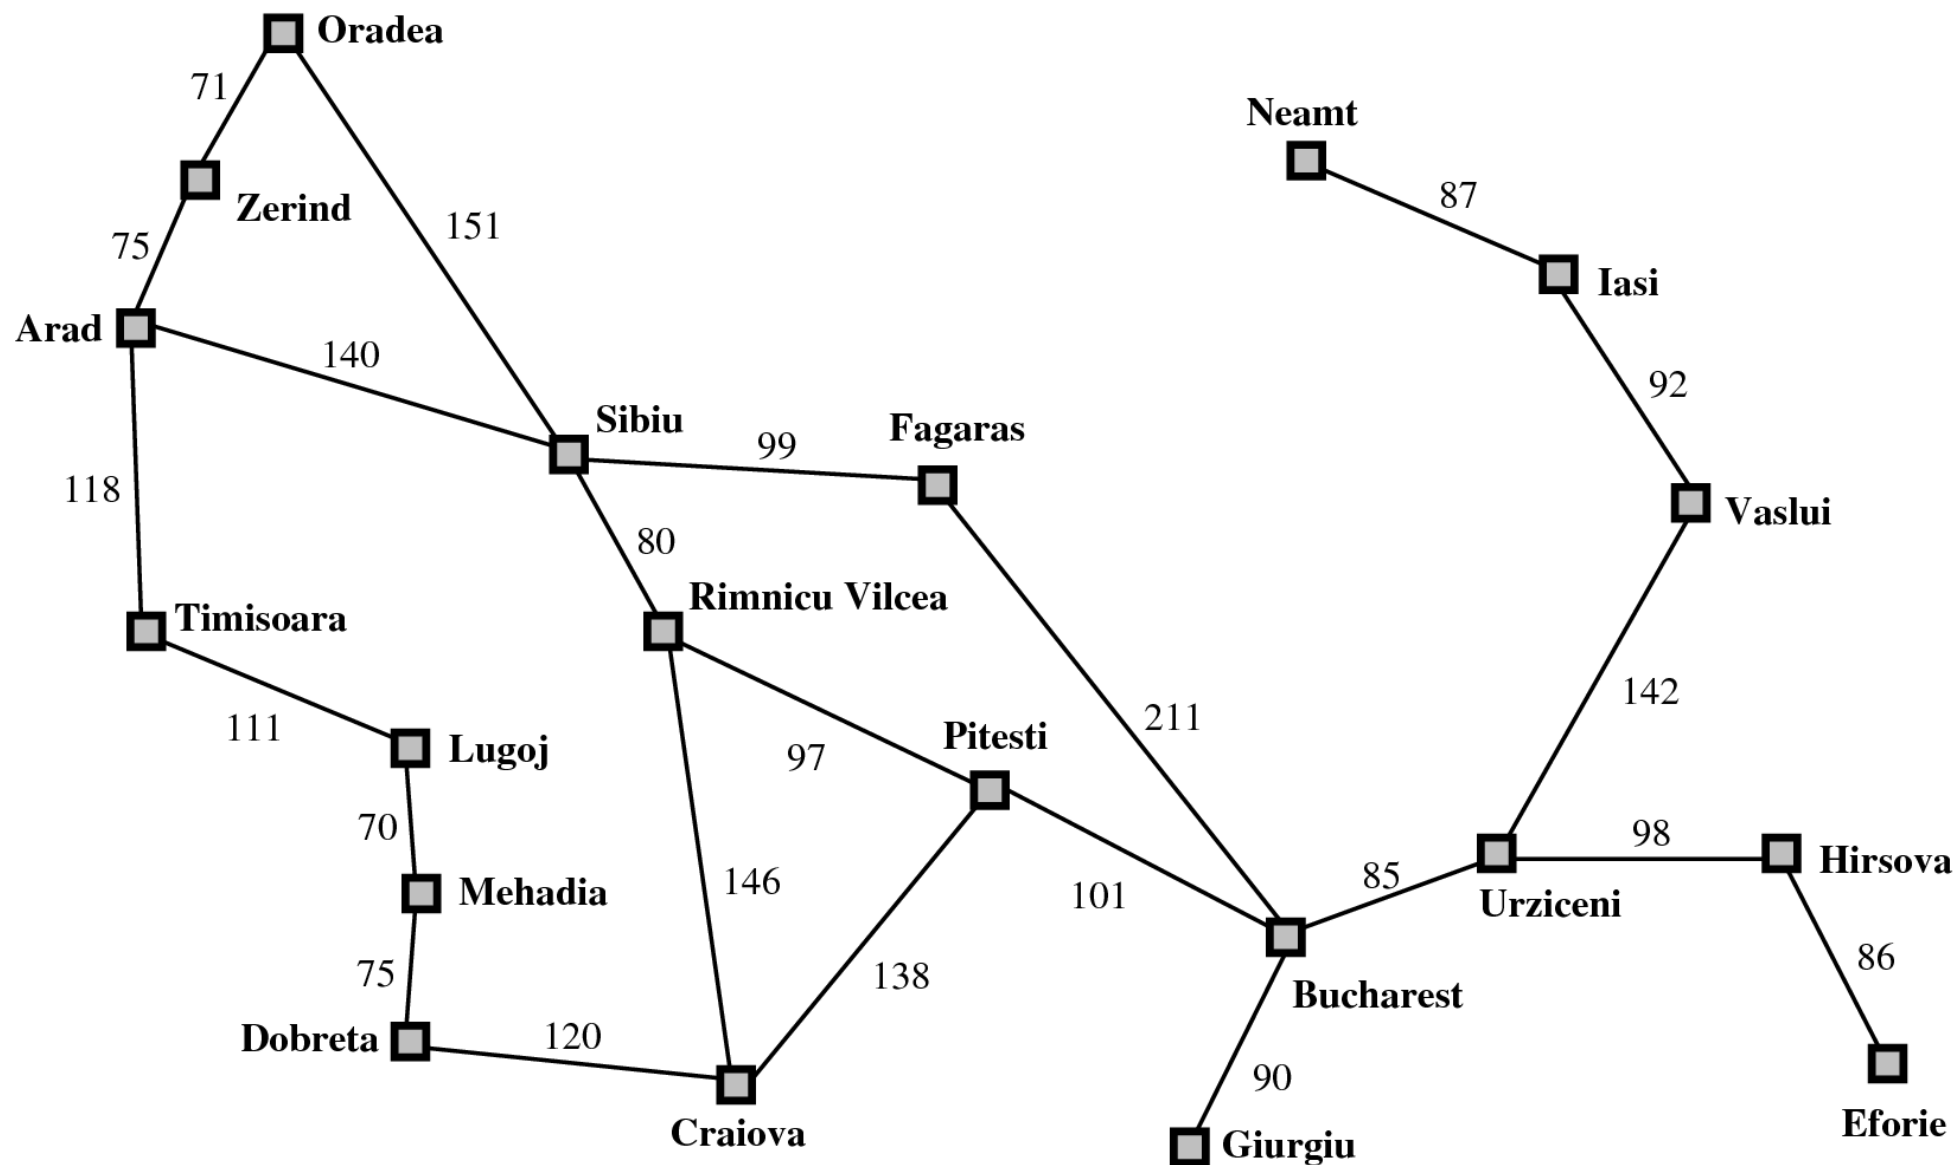 Oradea
71
Neamt
Zerind
87
151
75
Iasi
Arad
140
92
Sibiu
Fagaras
99
118
Vaslui
80
Rimnicu Vilcea
Timisoara
142
211
111
Lugoj
97
Pitesti
70
98
Hirsova
85
146
101
Mehadia
Urziceni
86
75
138
Bucharest
Dobreta
120
90
Eforie
Craiova
Giurgiu